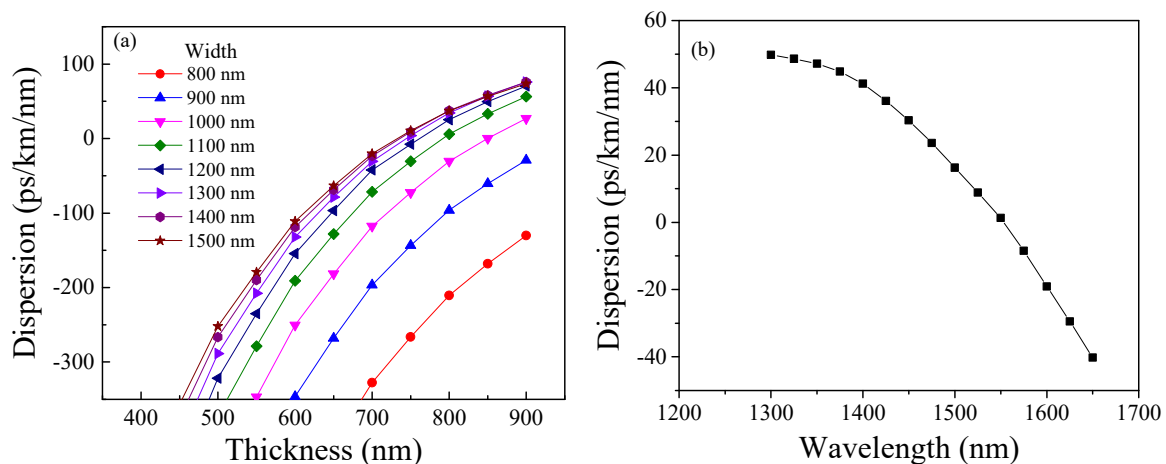 (a)
Width
800 nm
900 nm
1000 nm
1100 nm
1200 nm
1300 nm
1400 nm
1500 nm
100
0
-100
-200
-300
400 500 600 700 800 900
Thickness (nm)
Dispersion (ps/km/nm)
(b)
60
50
40
20
0
-20
-40
1200 1300 1400 1500 1600 1700
Wavelength (nm)
Dispersion (ps/km/nm)